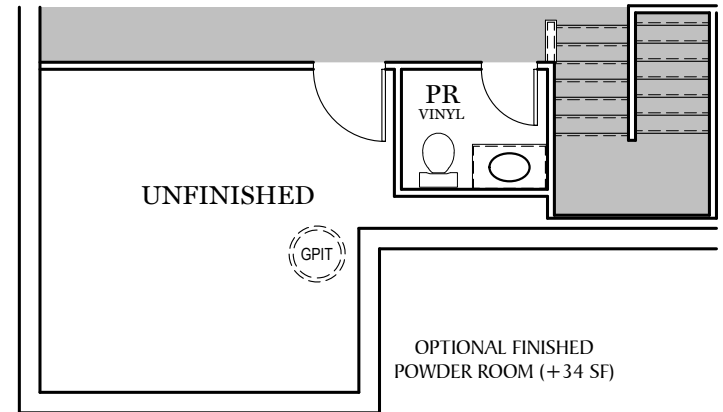 PR
VINYL
UNFINISHED
GPIT
OPTIONAL FINISHED
POWDER ROOM (+34 SF)